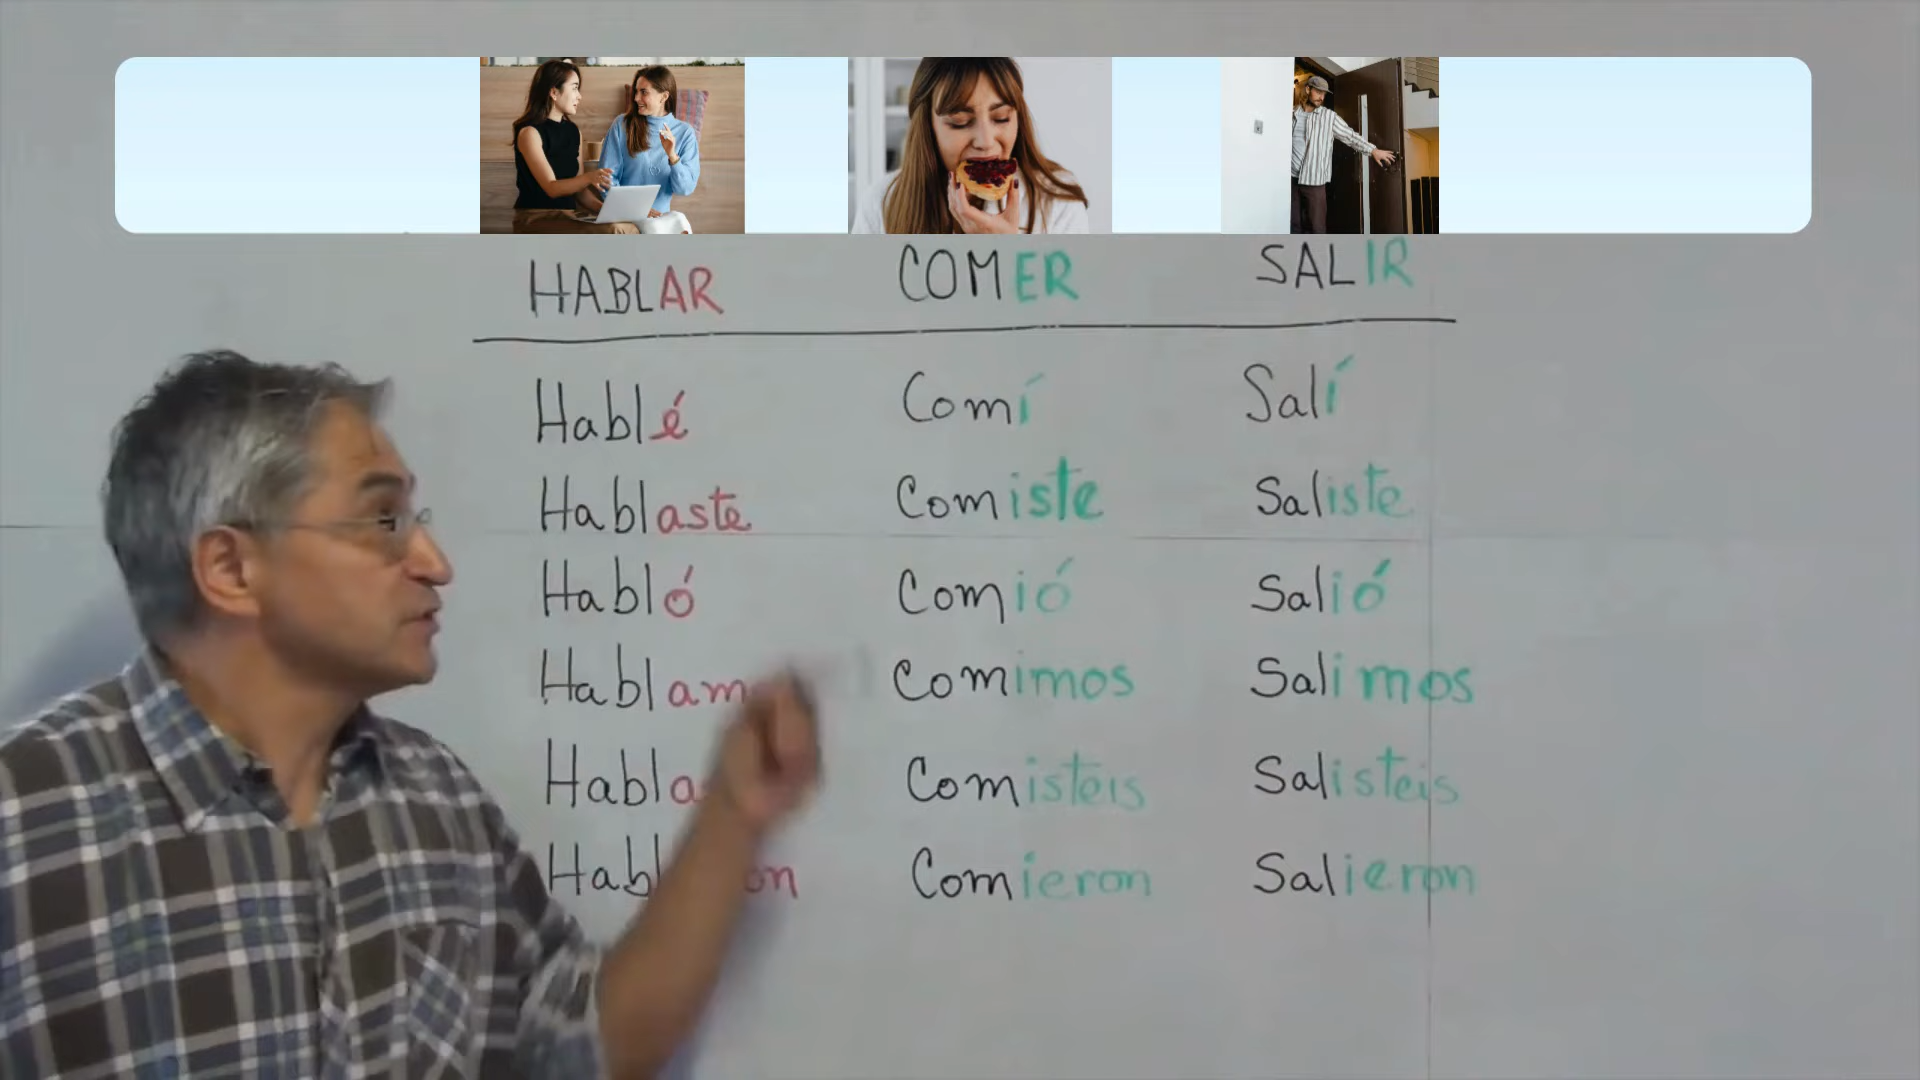 HABLAR COMER SALIR
Hablé Comí Salí
Hablaste Comiste Saliste
Habló Comió Salió
Comimos Salimos
Comisteis Salisteis
Comieron Salieron